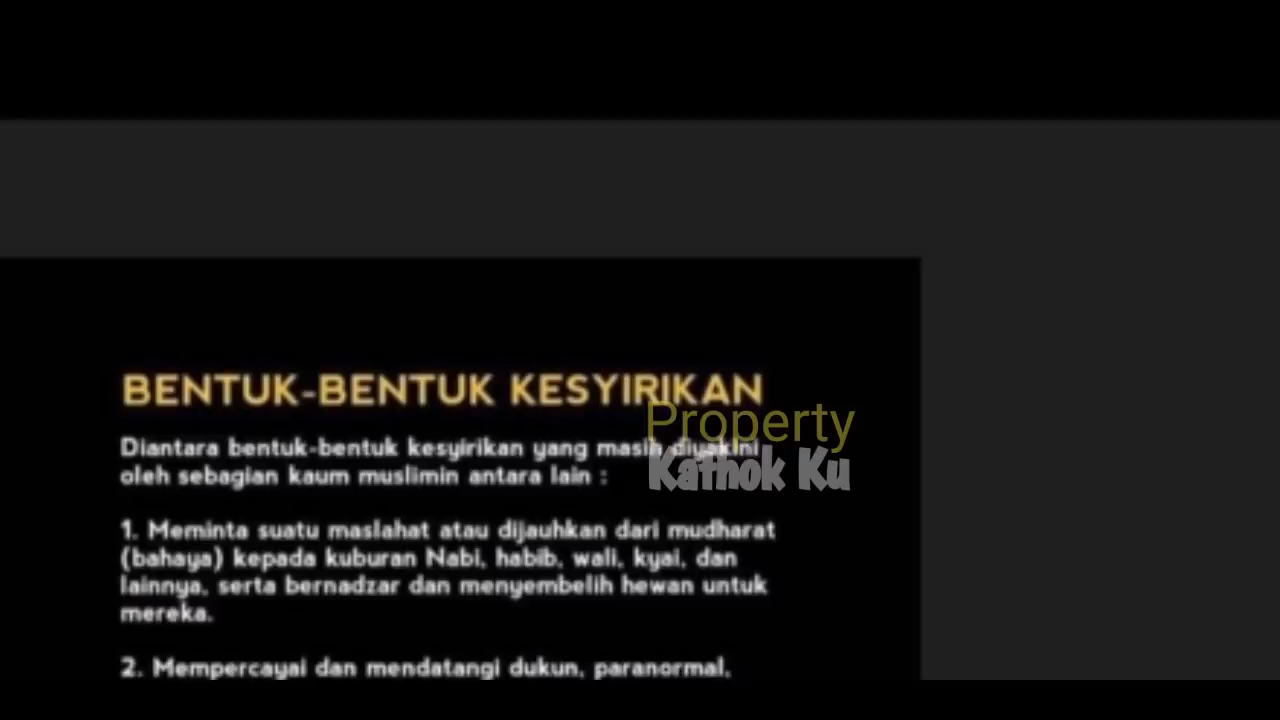 BENTUK-BENTUK KESYIRIKAN
Diantara bentuk-bentuk kesyirikan yang masih diyakini
oleh sebagian kaum muslimin antara lain :
Property
Kathok Ku
1. Meminta suatu maslahat atau dijauhkan dari mudharat
(bahaya) kepada kuburan Nabi, habib, wali, kyai, dan
lainnya, serta bernadzar dan menyembelih hewan untuk
mereka.
2. Mempercayai dan mendatangi dukun, paranormal,